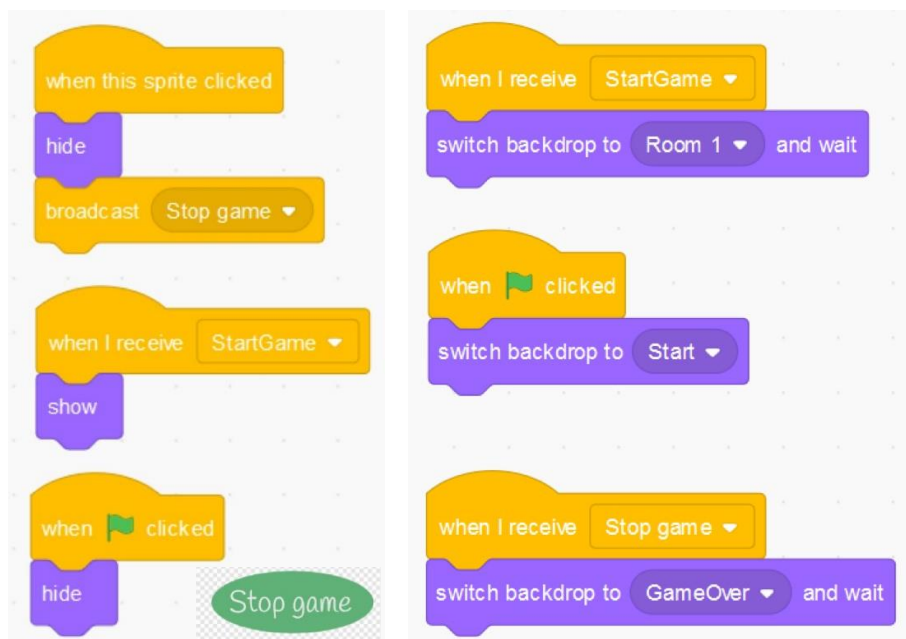 when this sprite clicked
hide
broadcast Stop game
when I receive StartGame
show
when clicked
hide
Stop game
when I receive StartGame
switch backdrop to Room 1 and wait
when clicked
switch backdrop to Start
when I receive Stop game
switch backdrop to GameOver and wait